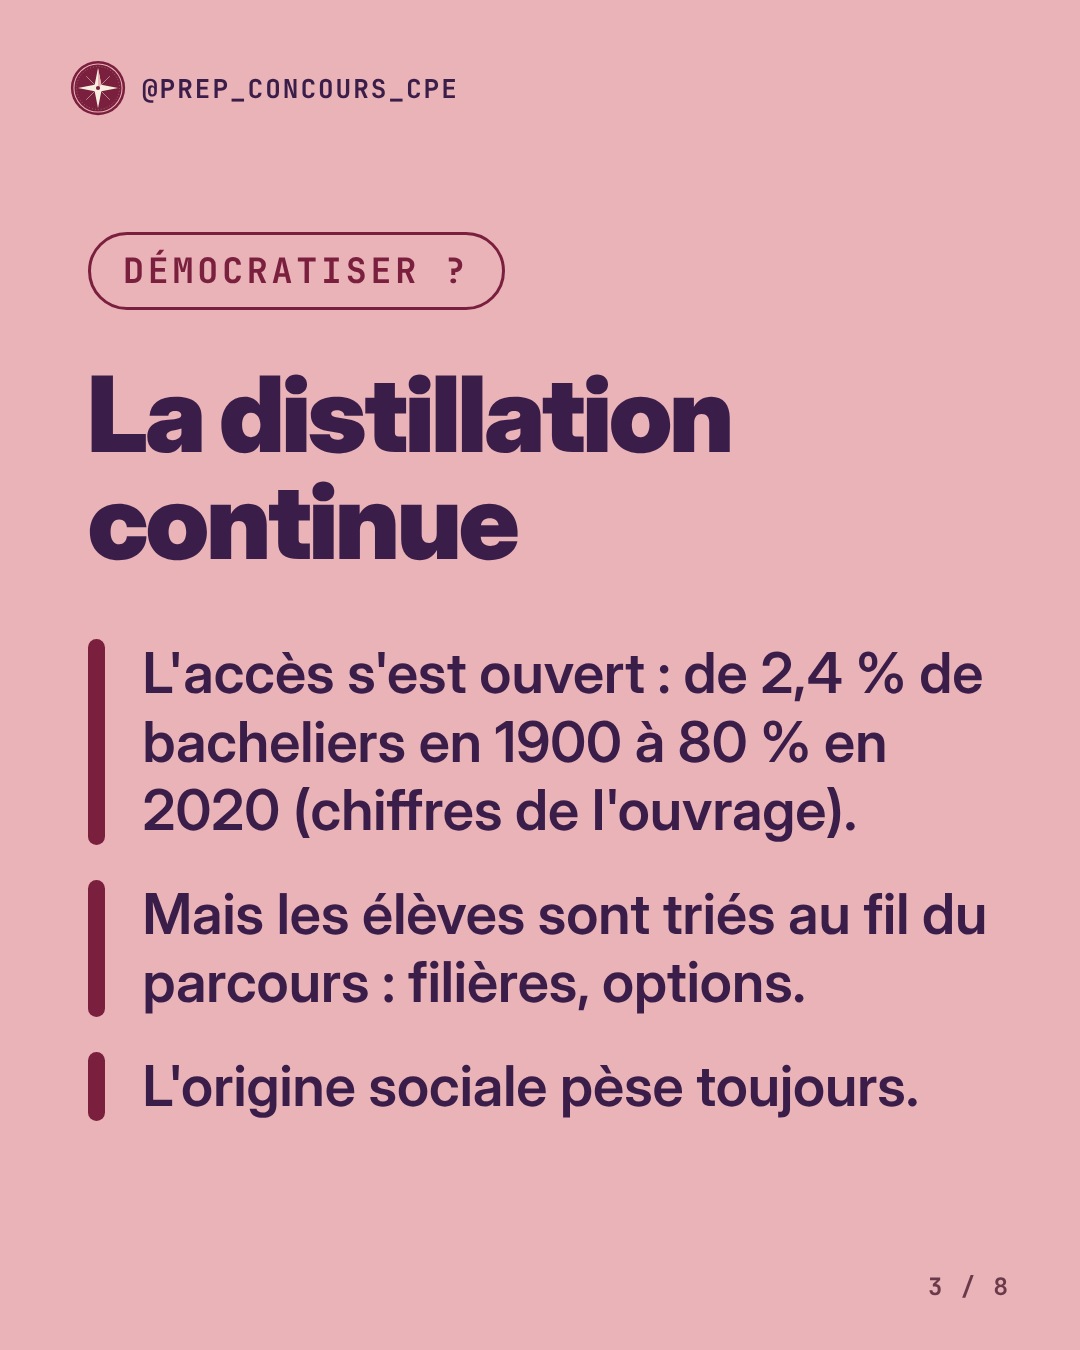 @PREP_CONCOURS_CPE
DÉMOCRATISER ?
La distillation
continue
L'accès s'est ouvert : de 2,4 % de
bacheliers en 1900 à 80 % en
2020 (chiffres de l'ouvrage).
Mais les élèves sont triés au fil du
parcours : filières, options.
L'origine sociale pèse toujours.
3 / 8